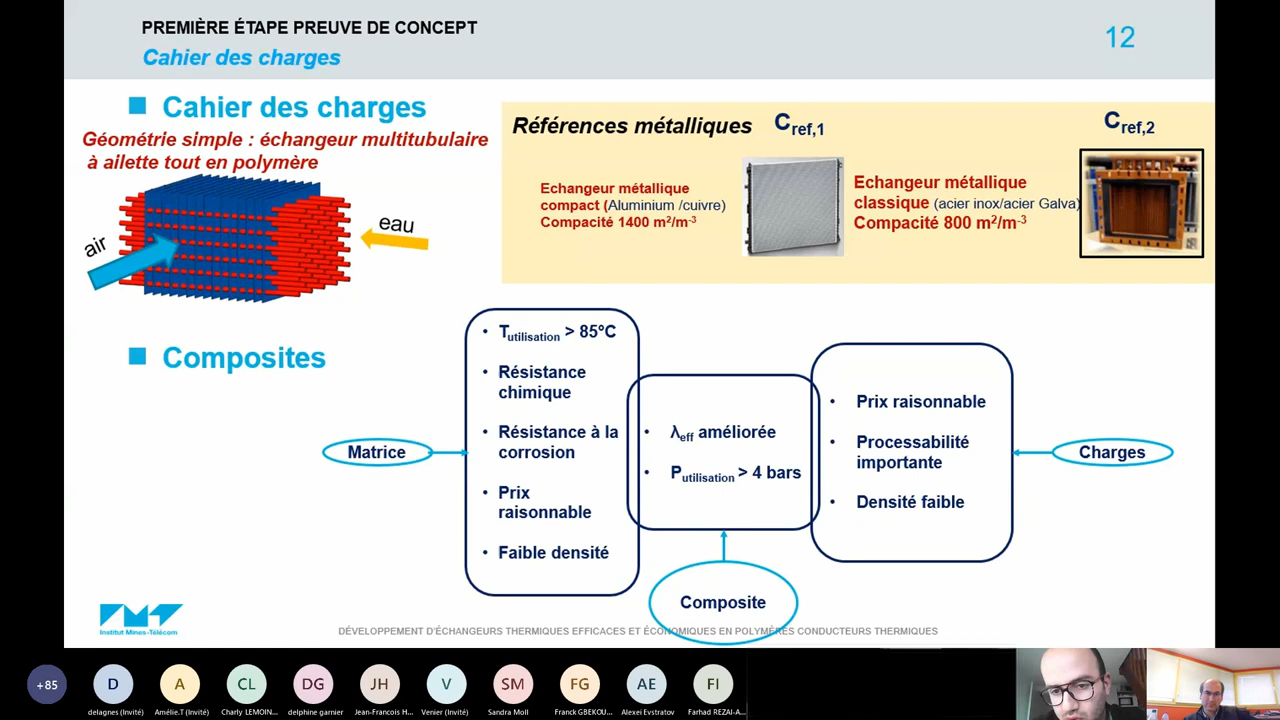 PREMIÈRE ÉTAPE PREUVE DE CONCEPT
Cahier des charges
12
Cahier des charges
Géométrie simple : échangeur multitubulaire
à ailette tout en polymère
air
eau
Références métalliques
Cref,1
Cref,2
Echangeur métallique
compact (Aluminium /cuivre)
Compacité 1400 m²/m⁻³
Echangeur métallique
classique (acier inox/acier Galva)
Compacité 800 m²/m⁻³
Composites
Matrice
• Tutilisation > 85°C
• Résistance
chimique
• Résistance à la
corrosion
• Prix
raisonnable
• Faible densité
• λeff améliorée
• Putilisation > 4 bars
• Prix raisonnable
• Processabilité
importante
• Densité faible
Charges
Composite
Institut Mines-Télécom
DÉVELOPPEMENT D'ÉCHANGEURS THERMIQUES EFFICACES ET ÉCONOMIQUES EN POLYMÈRES CONDUCTEURS THERMIQUES
+85
D
A
CL
DG
JH
V
SM
FG
AE
FI
delagnes (Invité)
Amélie.T (Invité)
Charly LEMOIN...
delphine garnier
Jean-Francois H...
Venier (Invité)
Sandra Moll
Franck GBEKOU...
Alexei Evstratov
Farhad REZAI-A...